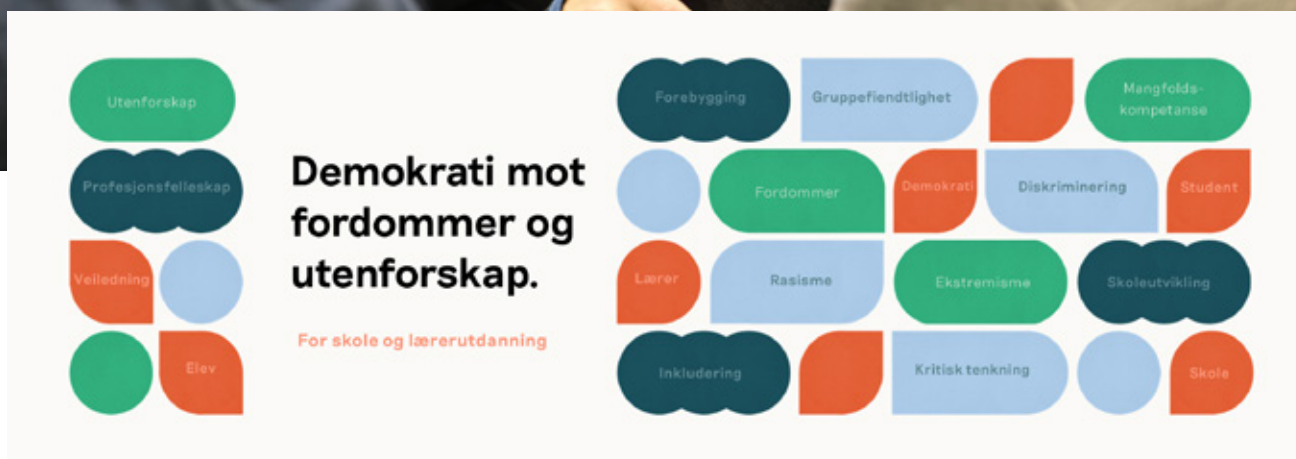 Utenforskap
Profesjonsfelleskap
Veiledning
Elev
Demokrati mot
fordommer og
utenforskap.
For skole og lærerutdanning
Forebygging
Gruppefiendtlighet
Mangfolds-
kompetanse
Fordommer
Demokrati
Diskriminering
Student
Lærer
Rasisme
Ekstremisme
Skoleutvikling
Inkludering
Kritisk tenkning
Skole